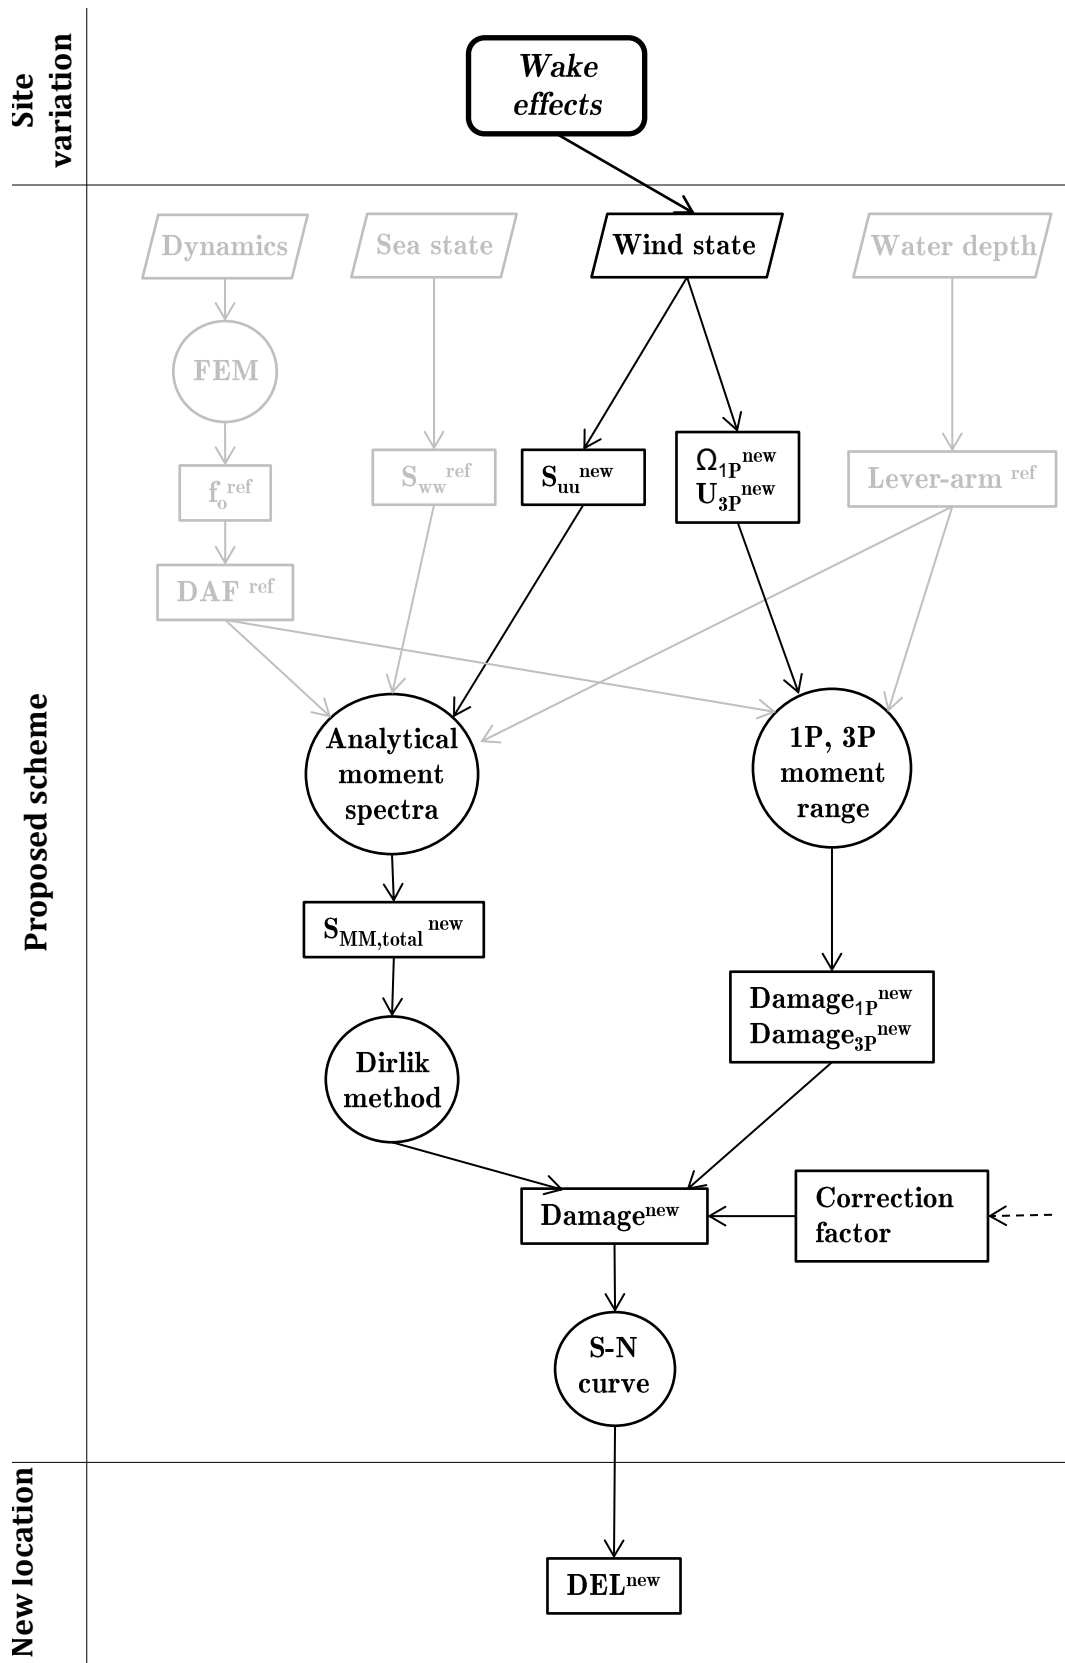 Site
variation
Wake
effects
Proposed scheme
Dynamics
Sea state
Wind state
Water depth
FEM
f_o^ref
S_ww^ref
S_uu^new
Ω_1P^new
U_3P^new
Lever-arm ^ref
DAF ^ref
Analytical
moment
spectra
1P, 3P
moment
range
S_MM,total ^new
Damage_1P^new
Damage_3P^new
Dirlik
method
Damage^new
Correction
factor
S-N
curve
New location
DEL^new